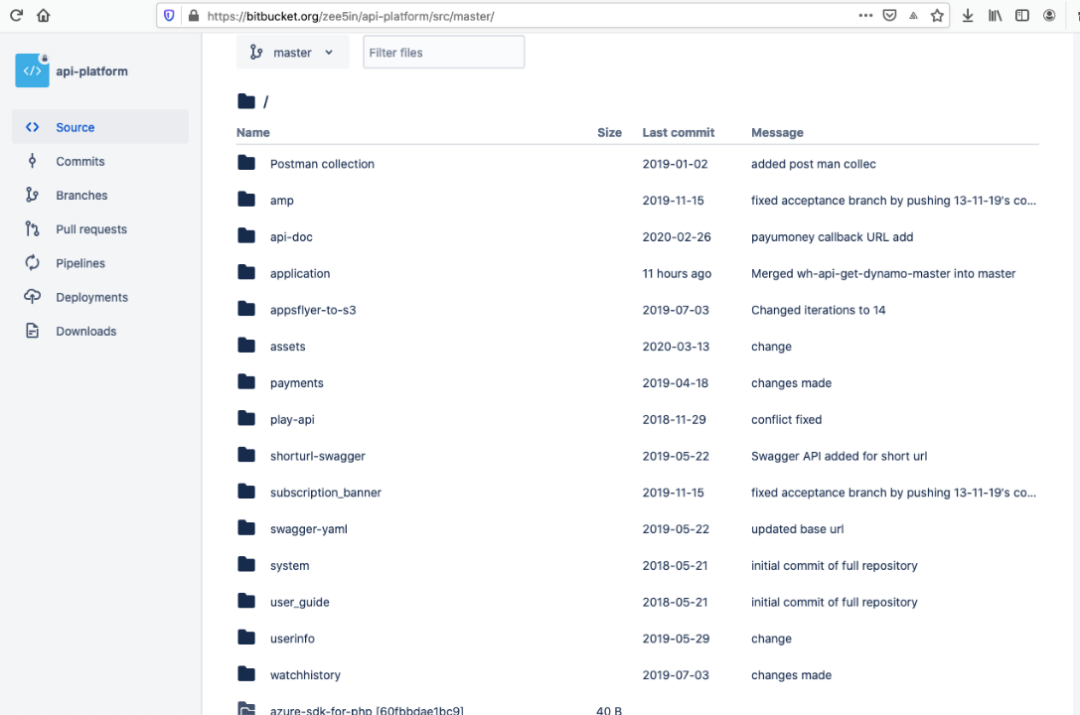 https://bitbucket.org/zee5in/api-platform/src/master/
api-platform
Source
Commits
Branches
Pull requests
Pipelines
Deployments
Downloads
master
Filter files
/
Name Size Last commit Message
Postman collection 2019-01-02 added post man collec
amp 2019-11-15 fixed acceptance branch by pushing 13-11-19's co...
api-doc 2020-02-26 payumoney callback URL add
application 11 hours ago Merged wh-api-get-dynamo-master into master
appsflyer-to-s3 2019-07-03 Changed iterations to 14
assets 2020-03-13 change
payments 2019-04-18 changes made
play-api 2018-11-29 conflict fixed
shorturl-swagger 2019-05-22 Swagger API added for short url
subscription_banner 2019-11-15 fixed acceptance branch by pushing 13-11-19's co...
swagger-yaml 2019-05-22 updated base url
system 2018-05-21 initial commit of full repository
user_guide 2018-05-21 initial commit of full repository
userinfo 2019-05-29 change
watchhistory 2019-07-03 changes made
azure-sdk-for-php [60fbbdae1bc9] 40 B